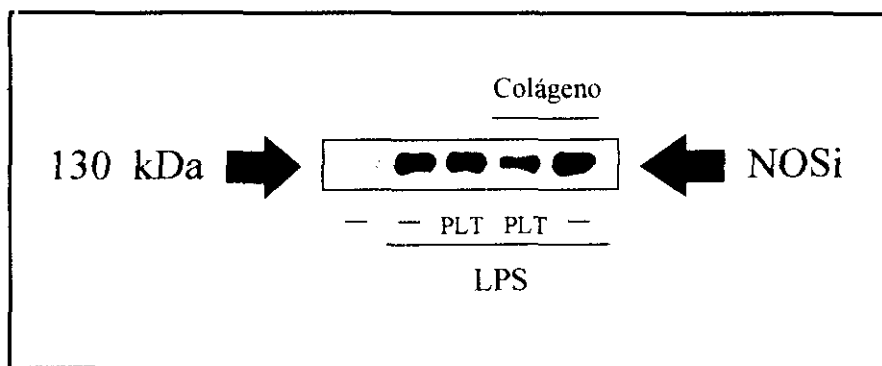 Colágeno
130 kDa NOSi
— — PLT PLT —
LPS